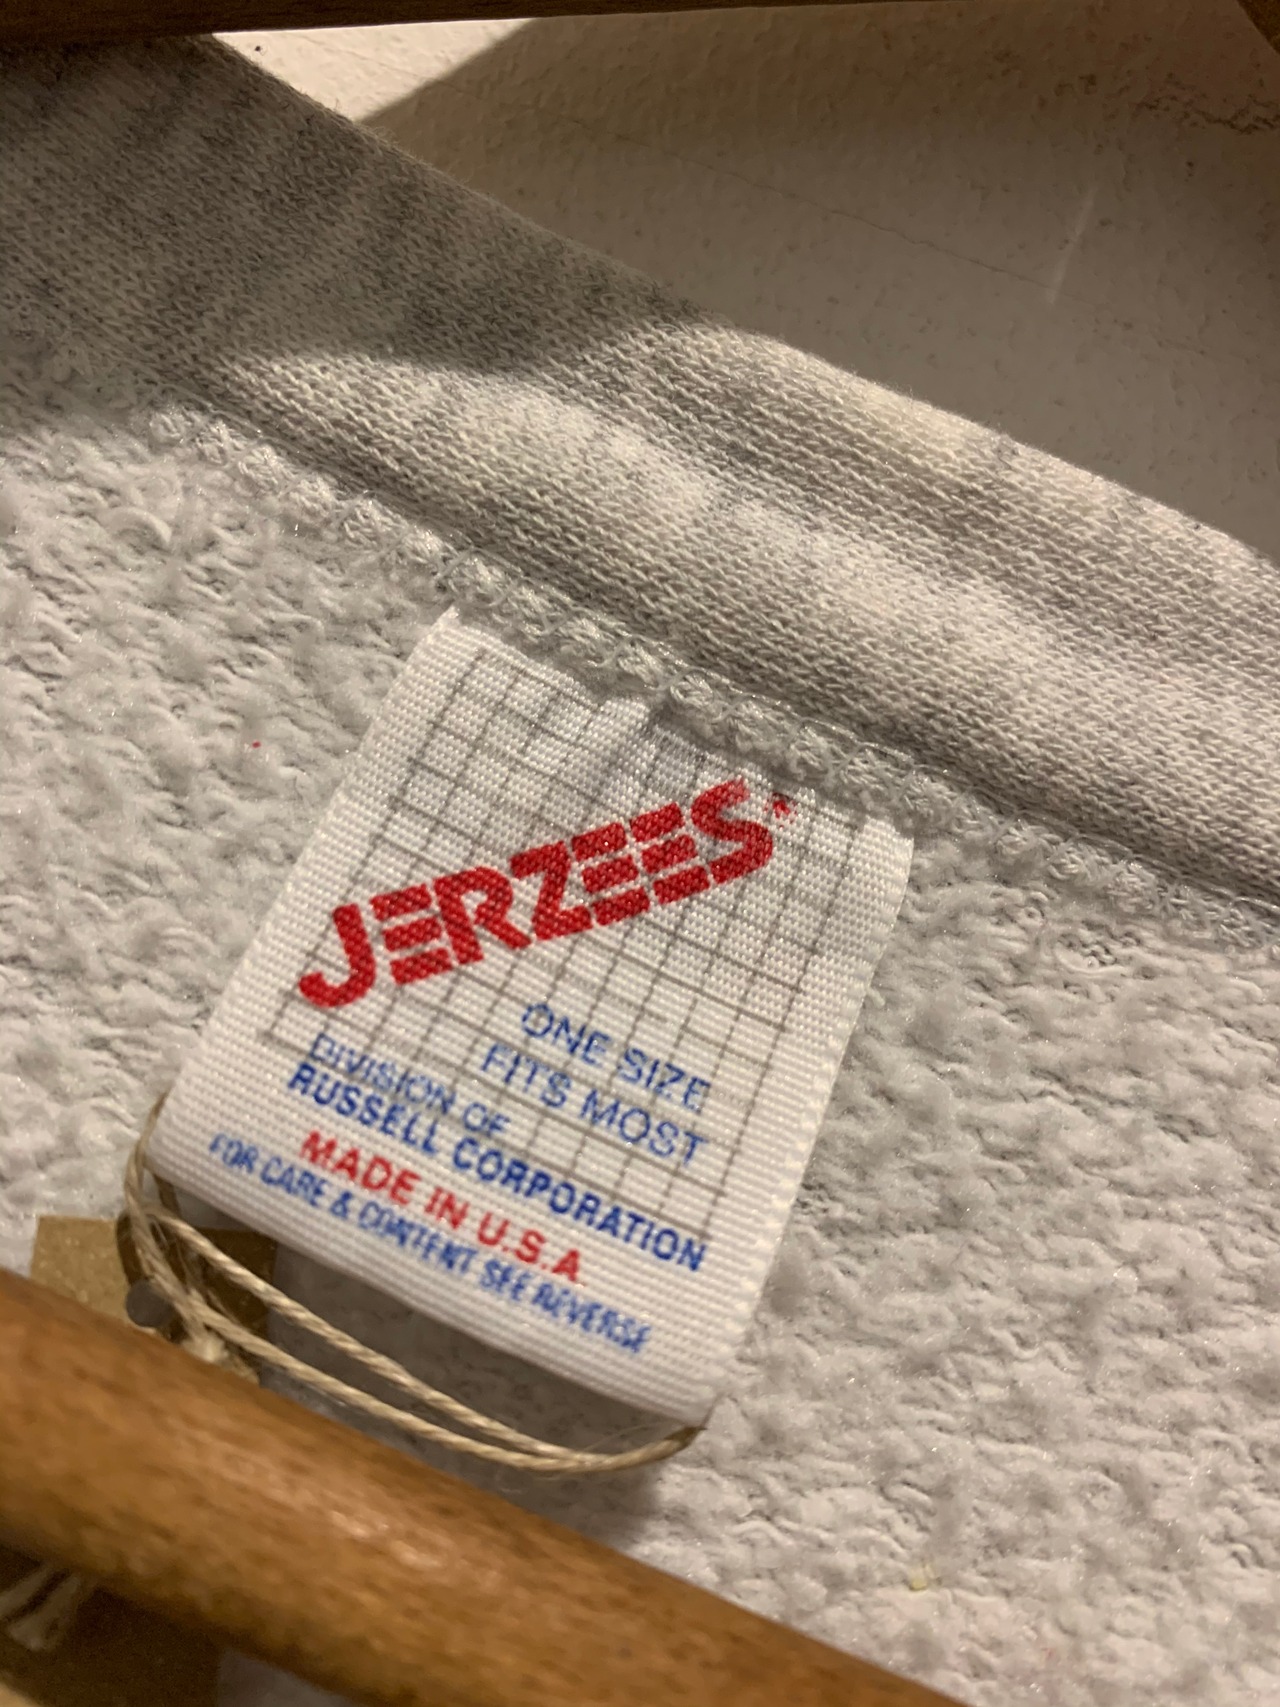 JERZEES
ONE SIZE
FITS MOST
DIVISION OF
RUSSELL CORPORATION
MADE IN U.S.A.
FOR CARE & CONTENT SEE REVERSE